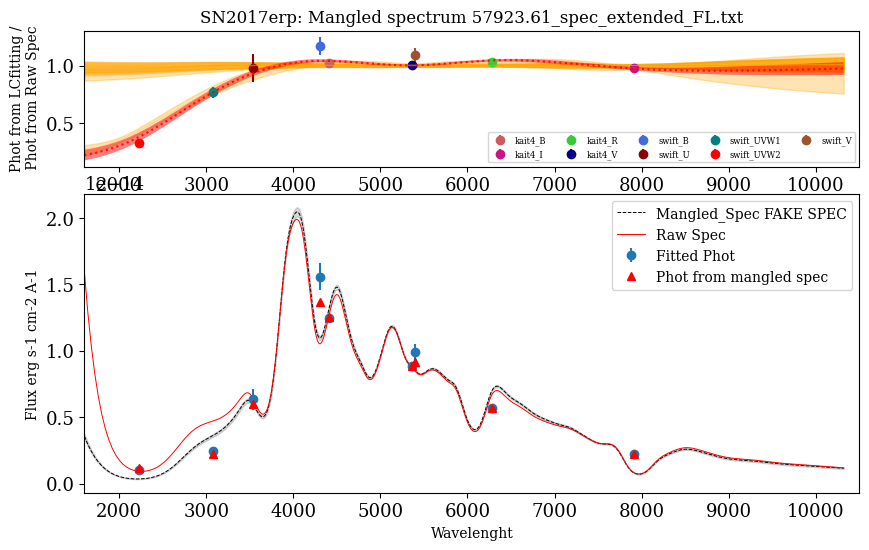 SN2017erp: Mangled spectrum 57923.61_spec_extended_FL.txt
Phot from LCfitting /
Phot from Raw Spec
1.0
0.5
kait4_B kait4_R swift_B swift_UVW1 swift_V
kait4_I kait4_V swift_U swift_UVW2
2000 3000 4000 5000 6000 7000 8000 9000 10000
1e−14
Flux erg s-1 cm-2 A-1
2.0
1.5
1.0
0.5
0.0
Mangled_Spec FAKE SPEC
Raw Spec
Fitted Phot
Phot from mangled spec
2000 3000 4000 5000 6000 7000 8000 9000 10000
Wavelenght